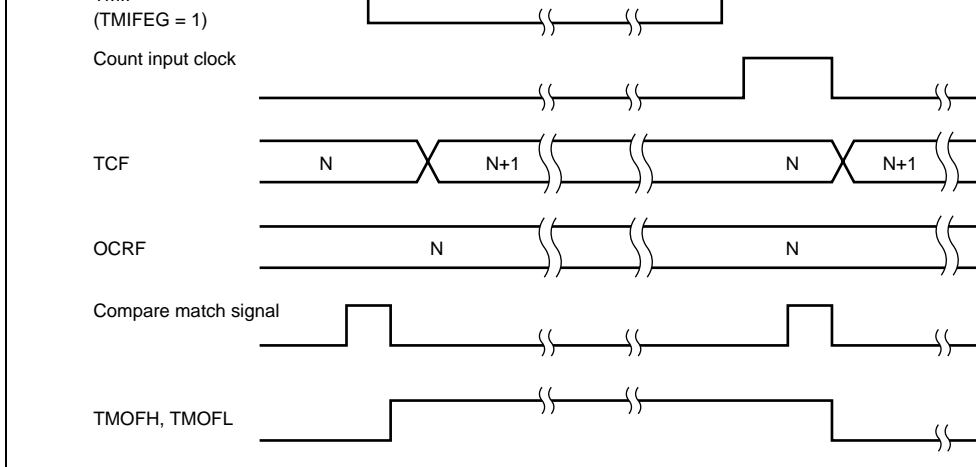 (TMIFEG = 1)
Count input clock
TCF N N+1 N N+1
OCRF N N
Compare match signal
TMOFH, TMOFL